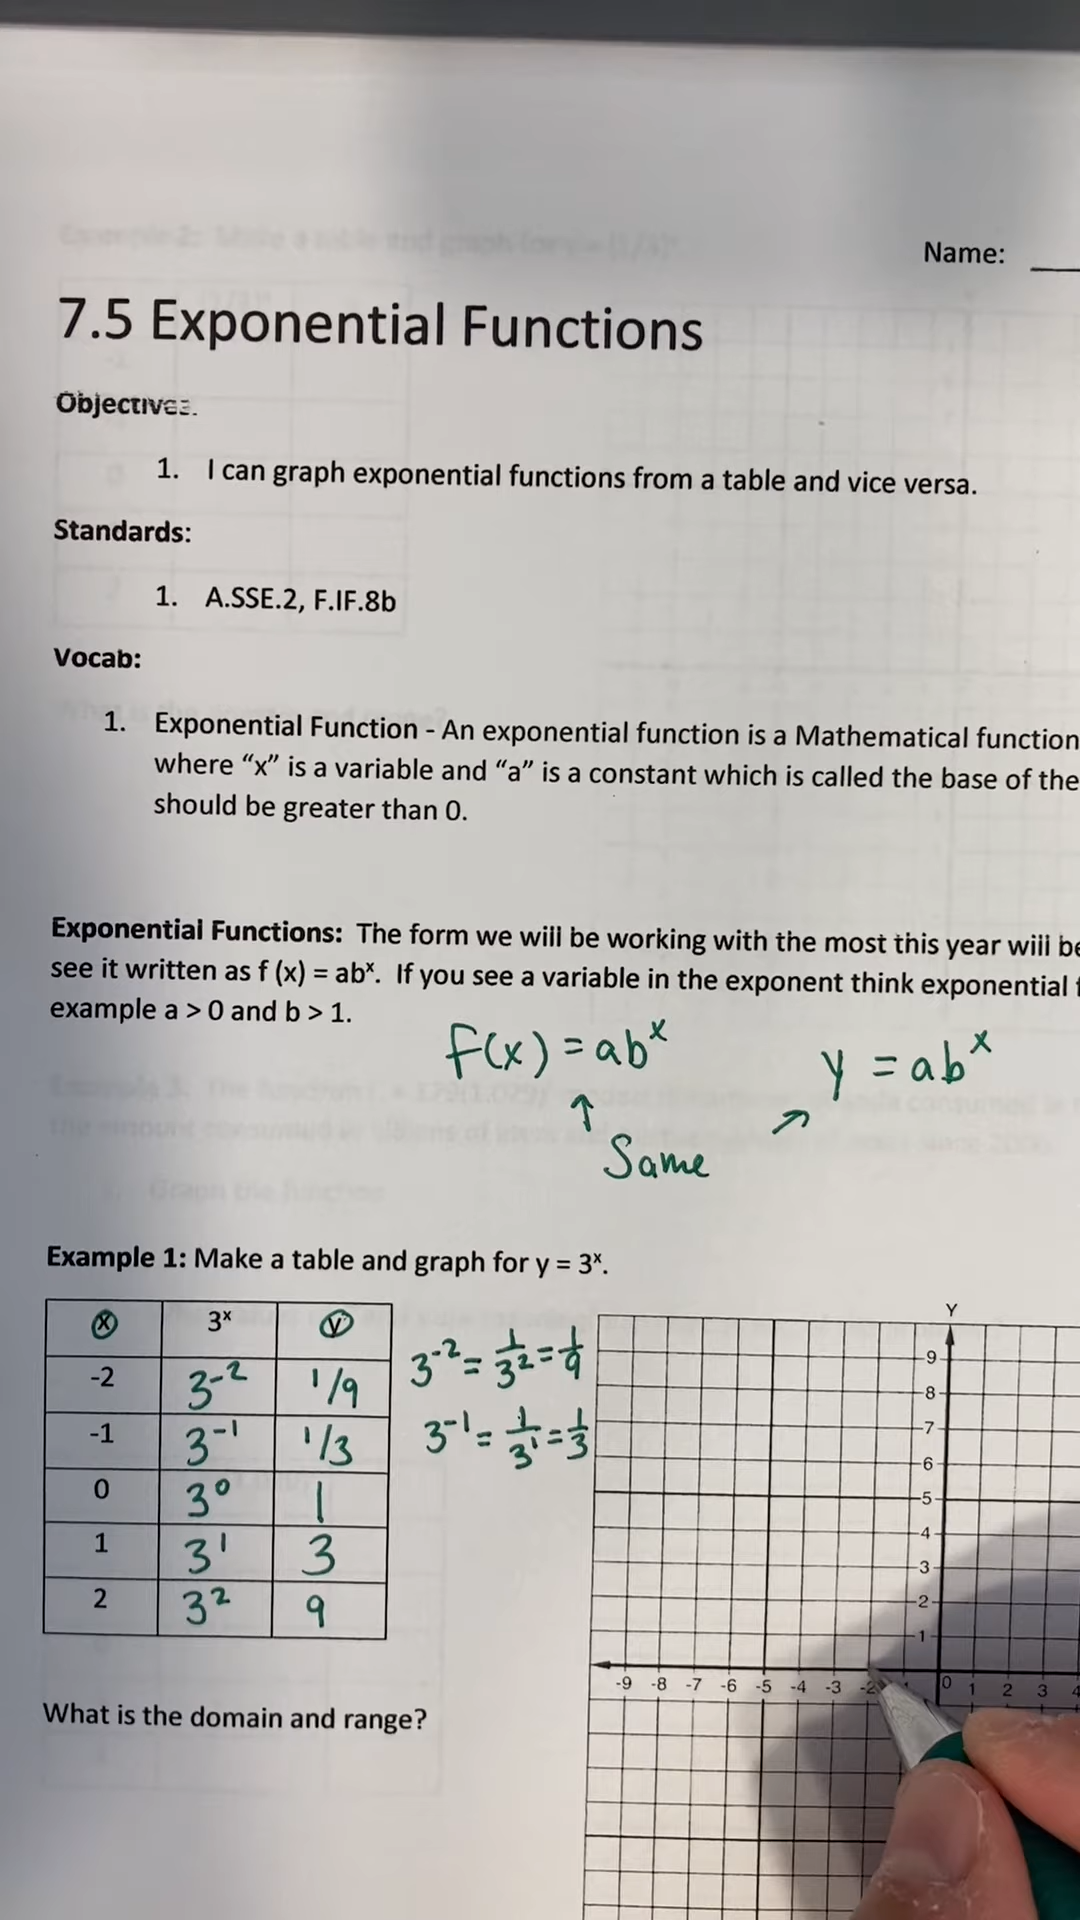 Name:
7.5 Exponential Functions
Objectives.
1. I can graph exponential functions from a table and vice versa.
Standards:
1. A.SSE.2, F.IF.8b
Vocab:
1. Exponential Function - An exponential function is a Mathematical function
where “x” is a variable and “a” is a constant which is called the base of the
should be greater than 0.
Exponential Functions: The form we will be working with the most this year will be
see it written as f (x) = abˣ. If you see a variable in the exponent think exponential
example a > 0 and b > 1.
f(x) = abˣ
y = abˣ
↑ ↗
Same
Example 1: Make a table and graph for y = 3ˣ.
x 3ˣ y
-2 3⁻² 1/9
-1 3⁻¹ 1/3
0 3⁰ 1
1 3¹ 3
2 3² 9
3⁻² = 1/3² = 1/9
3⁻¹ = 1/3¹ = 1/3
Y
9
8
7
6
5
4
3
2
1
-9 -8 -7 -6 -5 -4 -3 -2 0 1 2 3 4
What is the domain and range?